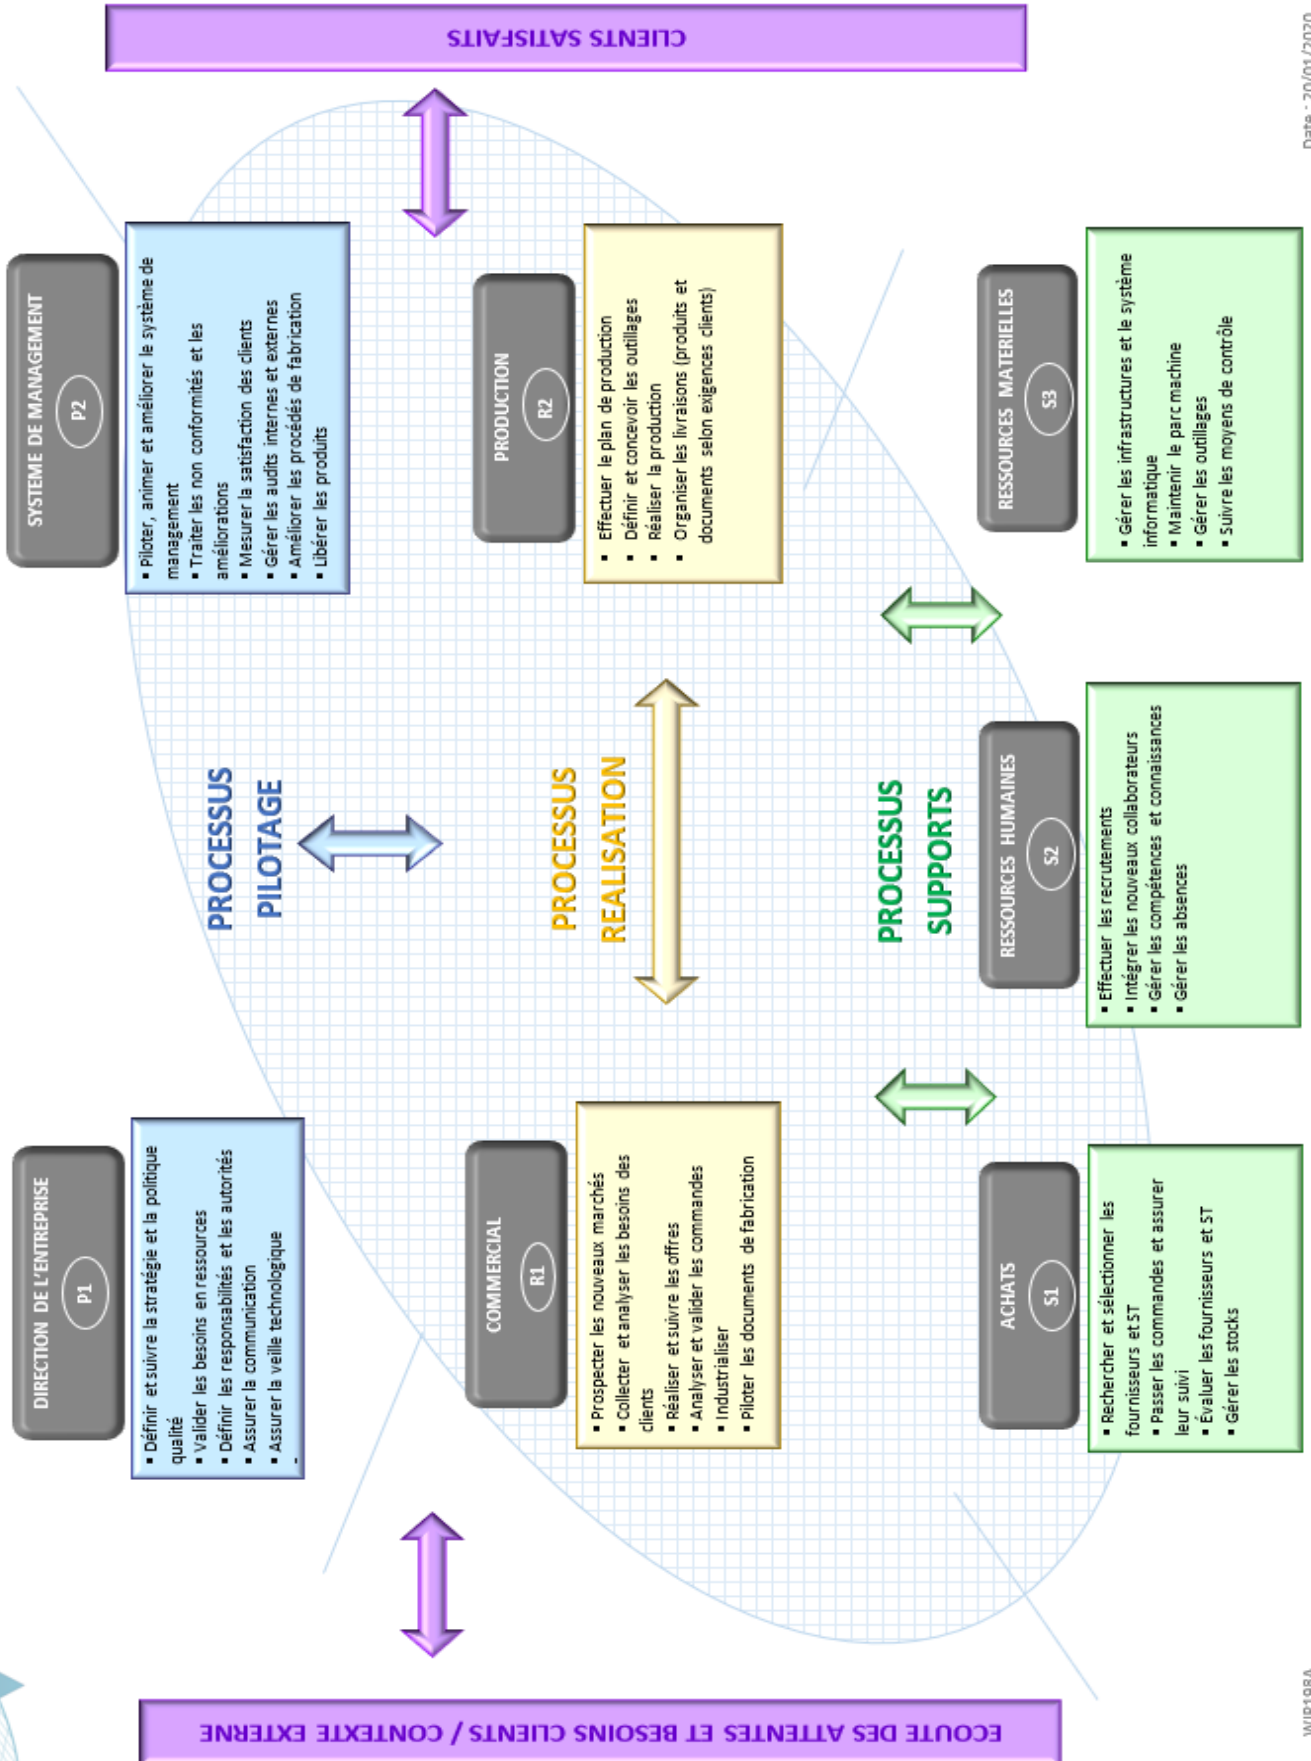 ECOUTE DES ATTENTES ET BESOINS CLIENTS / CONTEXTE EXTERNE
DIRECTION DE L'ENTREPRISE
P1
▪ Définir et suivre la stratégie et la politique
qualité
▪ Valider les besoins en ressources
▪ Définir les responsabilités et les autorités
▪ Assurer la communication
▪ Assurer la veille technologique
-
PROCESSUS
PILOTAGE
SYSTEME DE MANAGEMENT
P2
▪ Piloter, animer et améliorer le système de
management
▪ Traiter les non conformités et les
améliorations
▪ Mesurer la satisfaction des clients
▪ Gérer les audits internes et externes
▪ Améliorer les procédés de fabrication
▪ Libérer les produits
COMMERCIAL
R1
▪ Prospecter les nouveaux marchés
▪ Collecter et analyser les besoins des
clients
▪ Réaliser et suivre les offres
▪ Analyser et valider les commandes
▪ Industrialiser
▪ Piloter les documents de fabrication
PROCESSUS
REALISATION
PRODUCTION
R2
▪ Effectuer le plan de production
▪ Définir et concevoir les outillages
▪ Réaliser la production
▪ Organiser les livraisons (produits et
documents selon exigences clients)
PROCESSUS
SUPPORTS
ACHATS
S1
▪ Rechercher et sélectionner les
fournisseurs et ST
▪ Passer les commandes et assurer
leur suivi
▪ Évaluer les fournisseurs et ST
▪ Gérer les stocks
RESSOURCES HUMAINES
S2
▪ Effectuer les recrutements
▪ Intégrer les nouveaux collaborateurs
▪ Gérer les compétences et connaissances
▪ Gérer les absences
RESSOURCES MATERIELLES
S3
▪ Gérer les infrastructures et le système
informatique
▪ Maintenir le parc machine
▪ Gérer les outillages
▪ Suivre les moyens de contrôle
CLIENTS SATISFAITS
Date : 20/01/2020